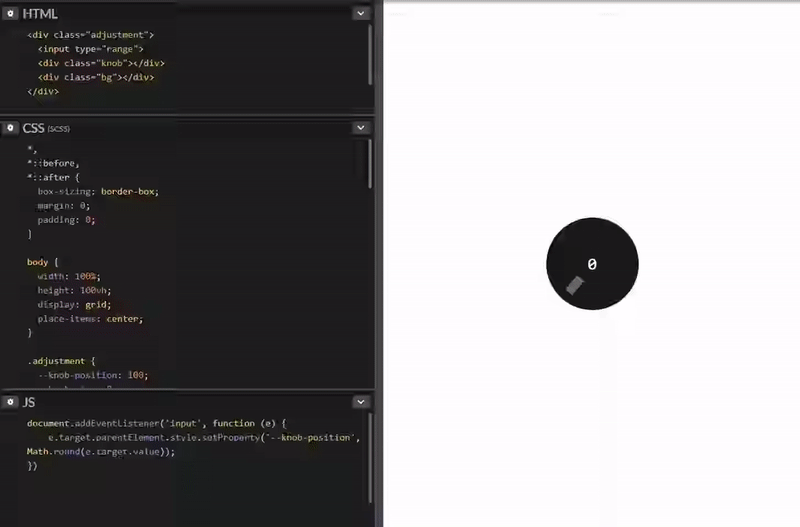 HTML
<div class="adjustment">
<input type="range">
<div class="knob"></div>
<div class="bg"></div>
</div>
CSS (SCSS)
*,
*::before,
*::after {
box-sizing: border-box;
margin: 0;
padding: 0;
}
body {
width: 100%;
height: 100vh;
display: grid;
place-items: center;
}
.adjustment {
--knob-position: 100;
JS
document.addEventListener('input', function (e) {
e.target.parentElement.style.setProperty('--knob-position',
Math.round(e.target.value));
})
0